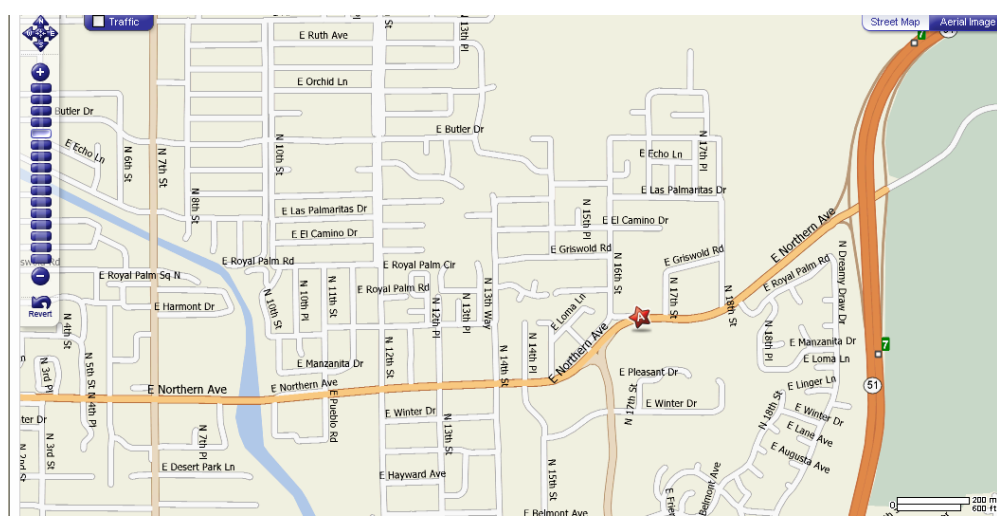 Traffic
Street Map
Aerial Image
7
E Ruth Ave
N 13th Pl
E Orchid Ln
Butler Dr
E Butler Dr
E Echo Ln
N 6th St
N 7th St
N 10th St
E Echo Ln
N 17th Pl
N 8th St
E Las Palmaritas Dr
E Las Palmaritas Dr
N 15th Pl
E El Camino Dr
E El Camino Dr
E Northern Ave
E Griswold Rd
E Griswold Rd
E Royal Palm Rd
E Royal Palm Cir
E Royal Palm Sq N
E Royal Palm Rd
E Royal Palm Rd
N 16th St
N 17th St
N 18th St
N Dreamy Draw Dr
Revert
E Harmont Dr
N 10th St
N 10th Pl
N 11th St
N 12th Pl
N 13th Pl
N 13th Way
E Loma Ln
A
N 4th St
N 12th St
N 14th St
N 14th Pl
E Northern Ave
N 18th Pl
E Manzanita Dr
7
E Manzanita Dr
E Loma Ln
N 3rd Pl
N 5th St
N 4th Pl
E Northern Ave
E Northern Ave
E Pleasant Dr
E Linger Ln
51
E Winter Dr
E Winter Dr
E Winter Dr
N 17th St
N 18th St
E Pueblo Rd
N 13th St
N 3rd St
N 7th Pl
E Lane Ave
E Augusta Ave
E Desert Park Ln
E Hayward Ave
N 15th St
E Belmont Ave
Belmont Ave
0
200 m
600 ft